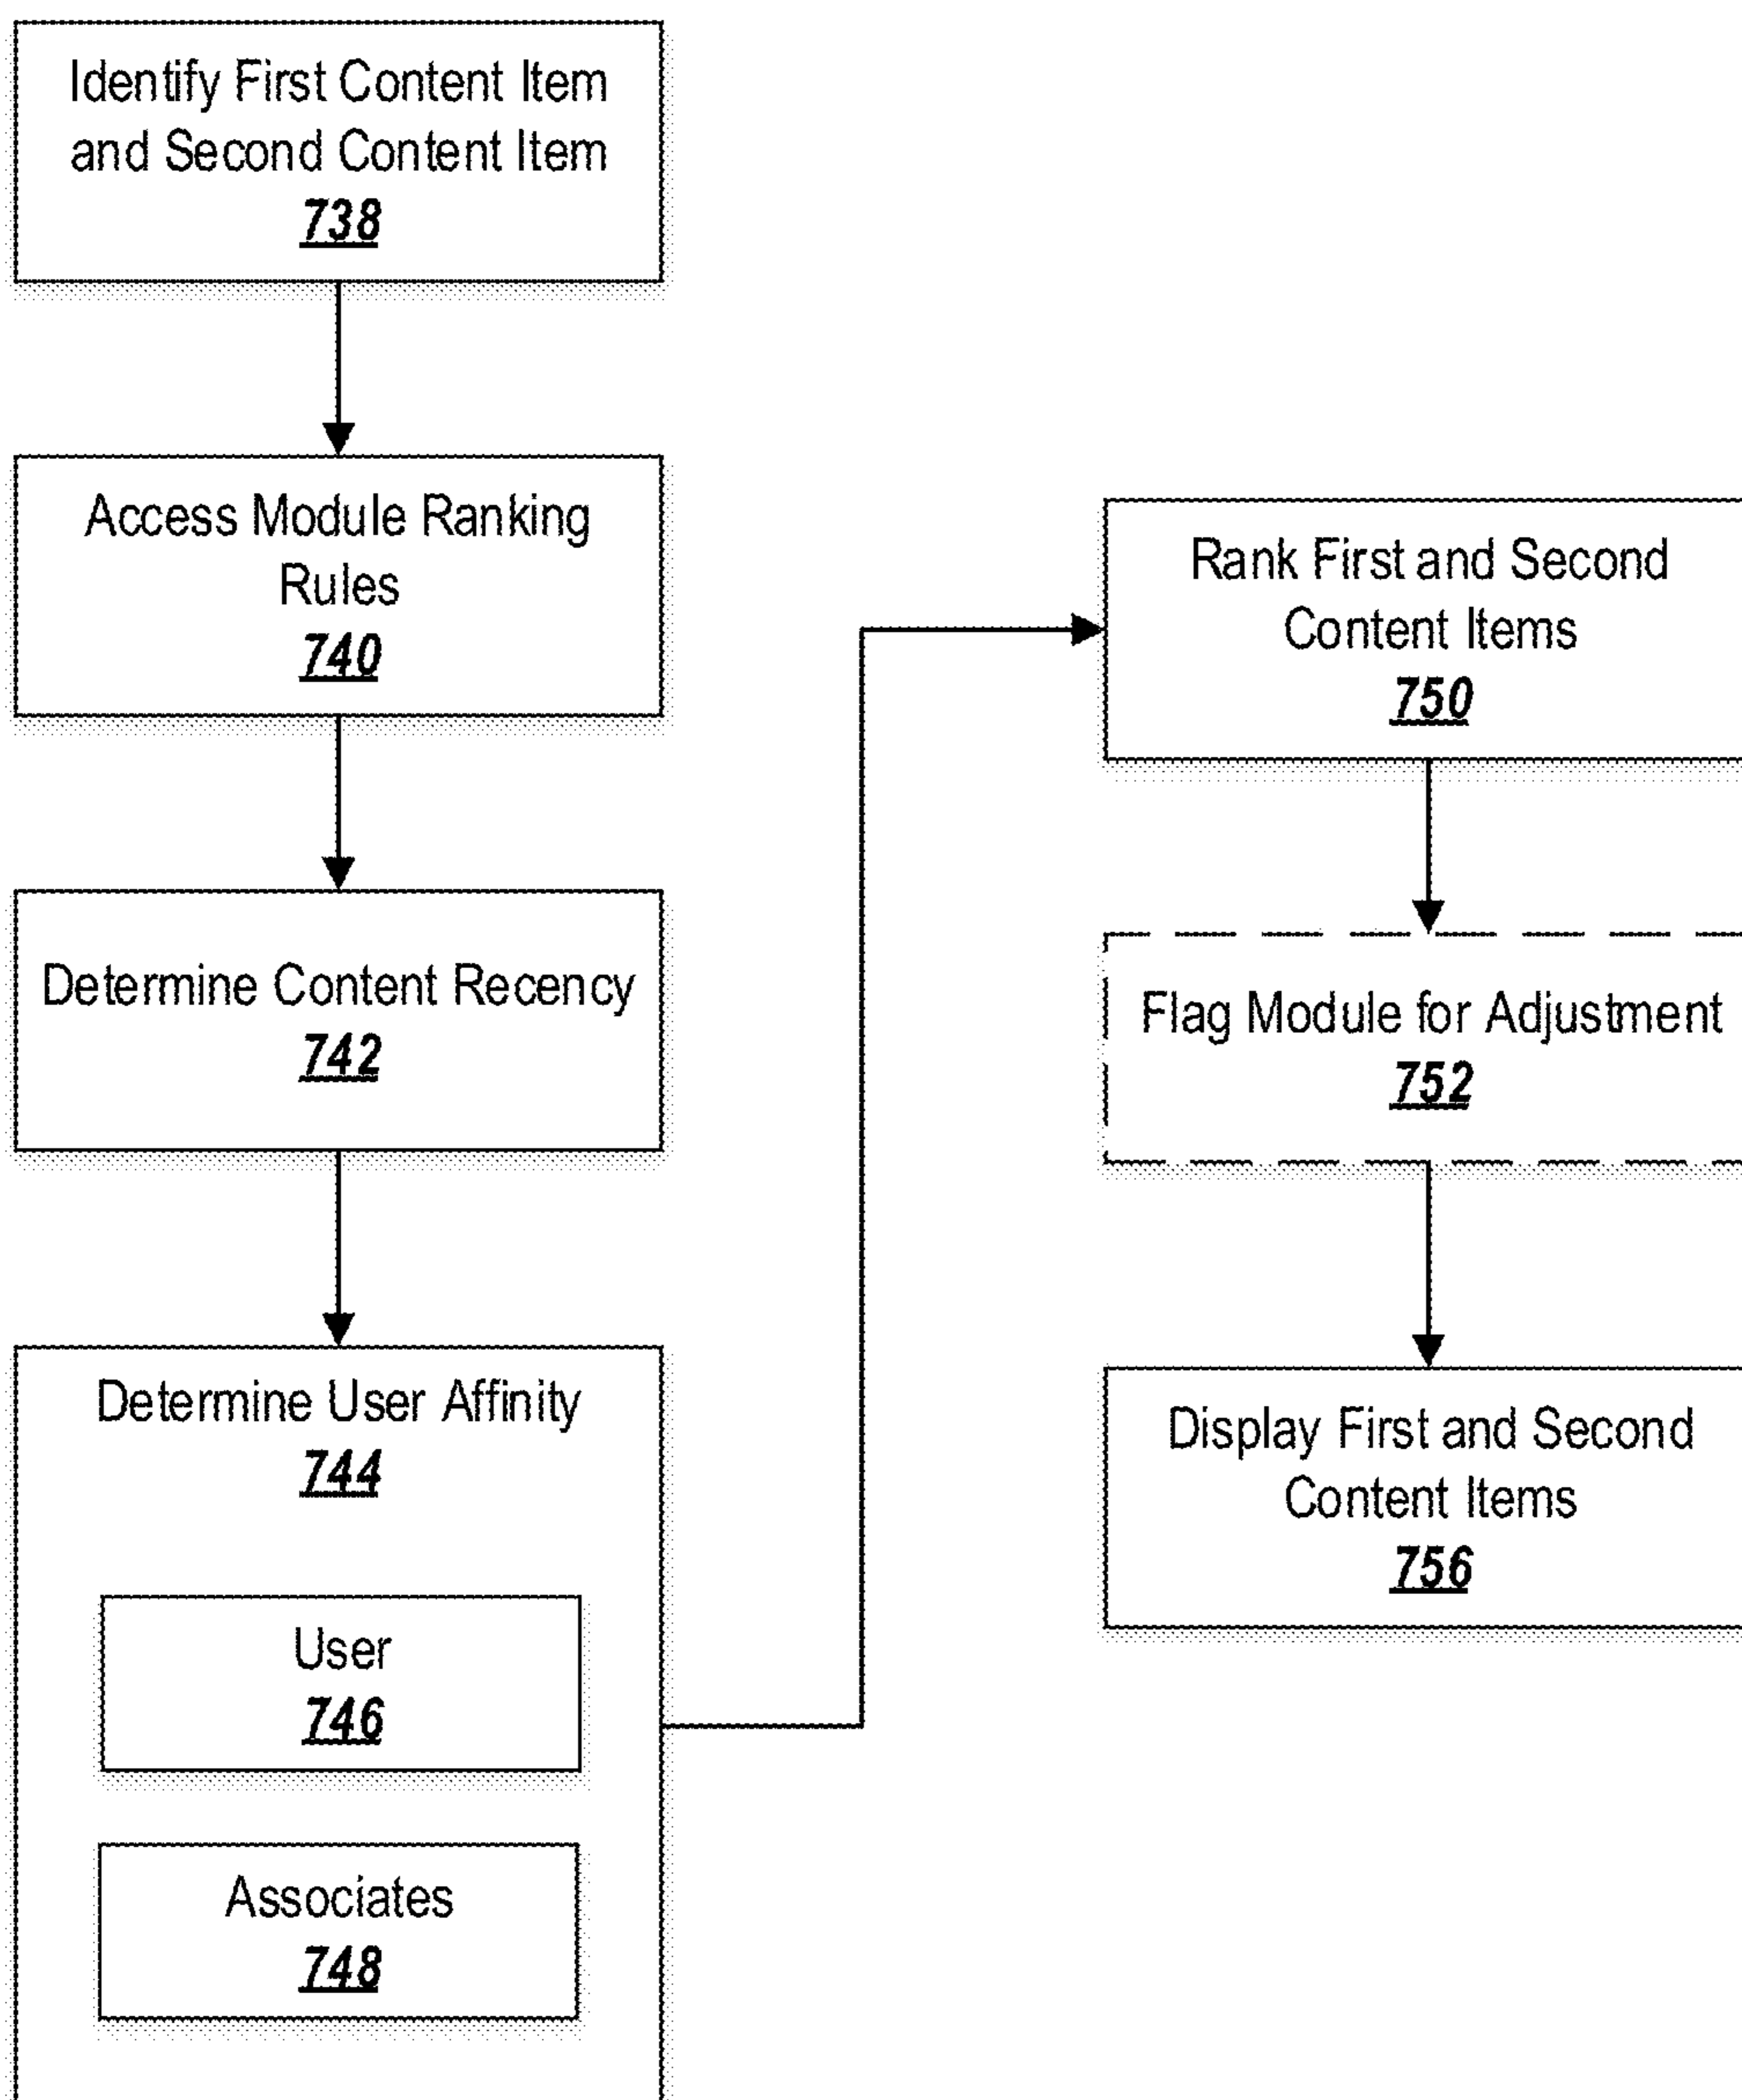 Identify First Content Item
and Second Content Item
738
Access Module Ranking
Rules
740
Determine Content Recency
742
Determine User Affinity
744
User
746
Associates
748
Rank First and Second
Content Items
750
Flag Module for Adjustment
752
Display First and Second
Content Items
756